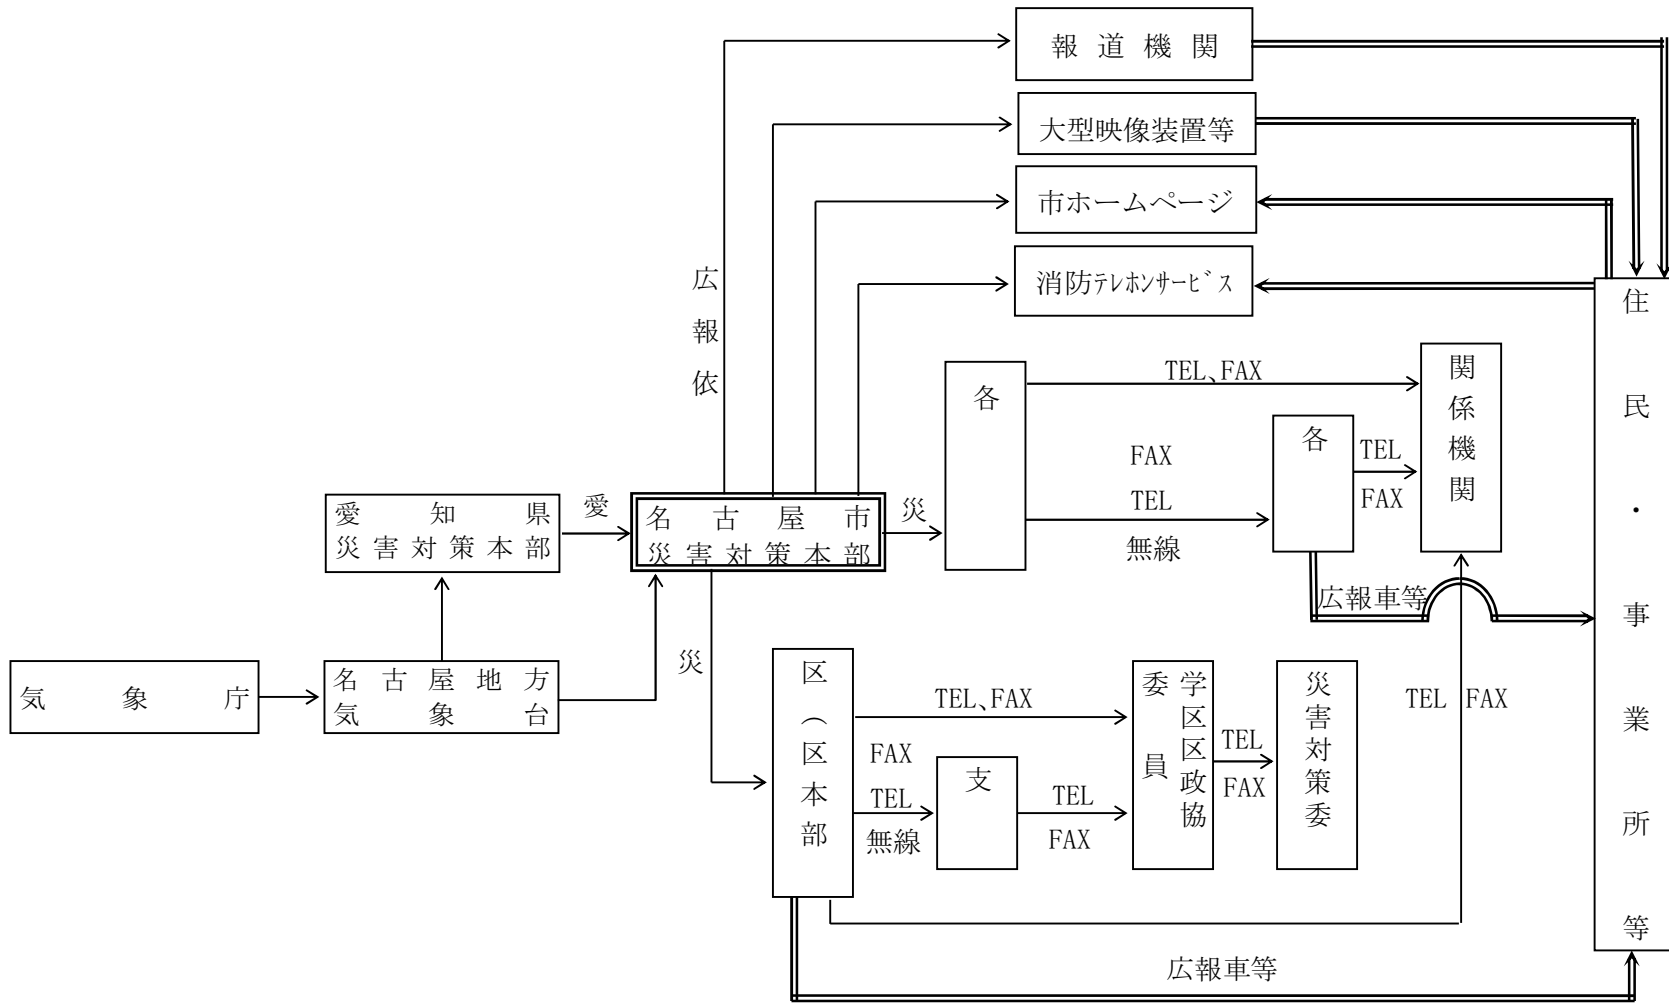 報道機関
大型映像装置等
市ホームページ
消防テレホンサービス
広報依
住民・事業所等
各
TEL、FAX
関係機関
各
FAX
TEL
無線
TEL
FAX
愛知県
災害対策本部
愛
名古屋市
災害対策本部
災
広報車等
気象庁
名古屋地方
気象台
災
区（区本部
TEL、FAX
FAX
TEL
無線
支
TEL
FAX
学区区政協
委員
TEL
FAX
災害対策委
TEL
FAX
広報車等